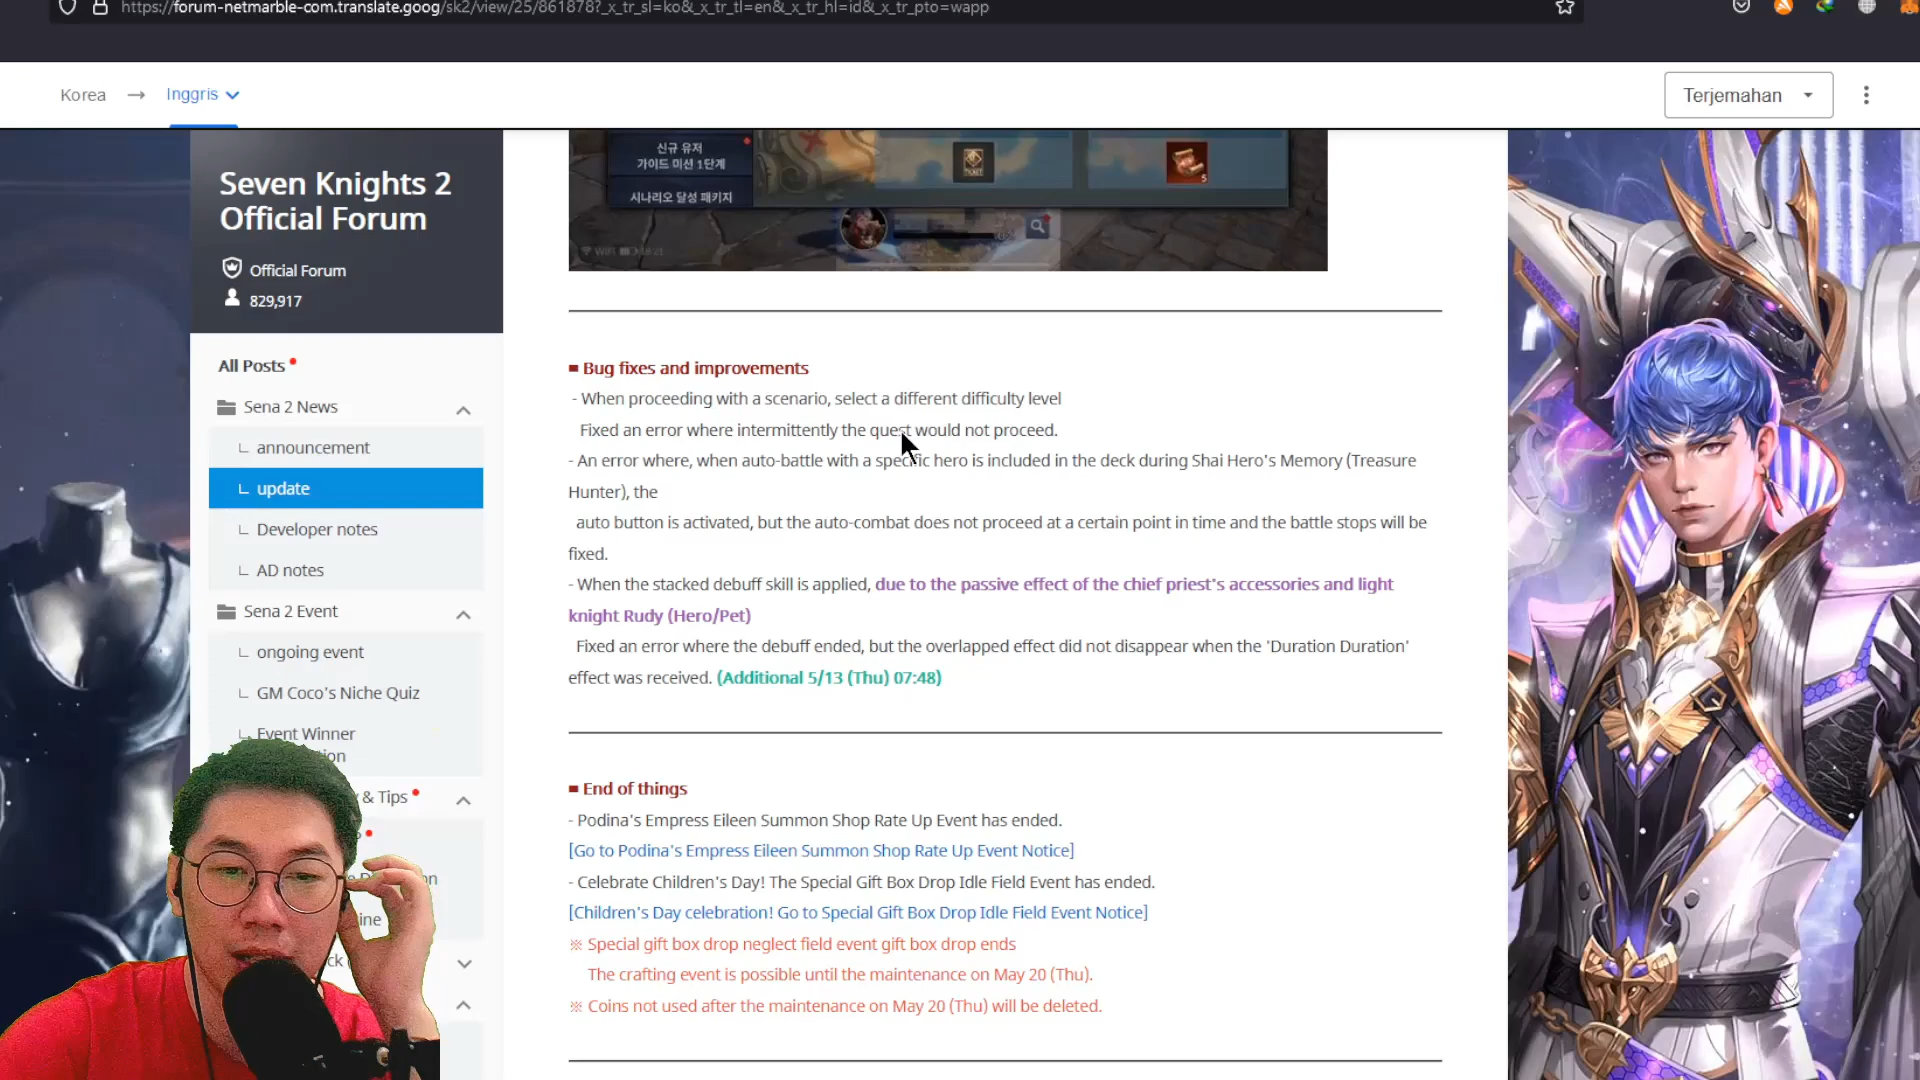 https://forum-netmarble-com.translate.goog/sk2/view/25/861878?_x_tr_sl=ko&_x_tr_tl=en&_x_tr_hl=id&_x_tr_pto=wapp
Korea → Inggris
Terjemahan
Seven Knights 2
Official Forum
Official Forum
829,917
All Posts
Sena 2 News
announcement
update
Developer notes
AD notes
Sena 2 Event
ongoing event
GM Coco's Niche Quiz
Event Winner
& Tips
신규 유저
가이드 미션 1단계
시나리오 달성 패키지
5
■ Bug fixes and improvements
- When proceeding with a scenario, select a different difficulty level
Fixed an error where intermittently the quest would not proceed.
- An error where, when auto-battle with a specific hero is included in the deck during Shai Hero's Memory (Treasure
Hunter), the
auto button is activated, but the auto-combat does not proceed at a certain point in time and the battle stops will be
fixed.
- When the stacked debuff skill is applied, due to the passive effect of the chief priest's accessories and light
knight Rudy (Hero/Pet)
Fixed an error where the debuff ended, but the overlapped effect did not disappear when the 'Duration Duration'
effect was received. (Additional 5/13 (Thu) 07:48)
■ End of things
- Podina's Empress Eileen Summon Shop Rate Up Event has ended.
[Go to Podina's Empress Eileen Summon Shop Rate Up Event Notice]
- Celebrate Children's Day! The Special Gift Box Drop Idle Field Event has ended.
[Children's Day celebration! Go to Special Gift Box Drop Idle Field Event Notice]
※ Special gift box drop neglect field event gift box drop ends
The crafting event is possible until the maintenance on May 20 (Thu).
※ Coins not used after the maintenance on May 20 (Thu) will be deleted.